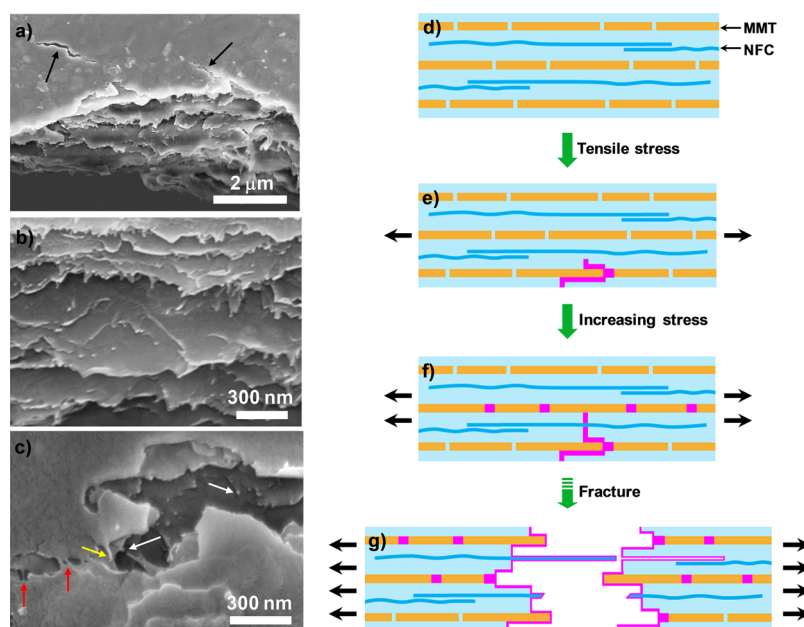 a)
2 μm
b)
300 nm
c)
300 nm
d)
MMT
NFC
Tensile stress
e)
Increasing stress
f)
Fracture
g)